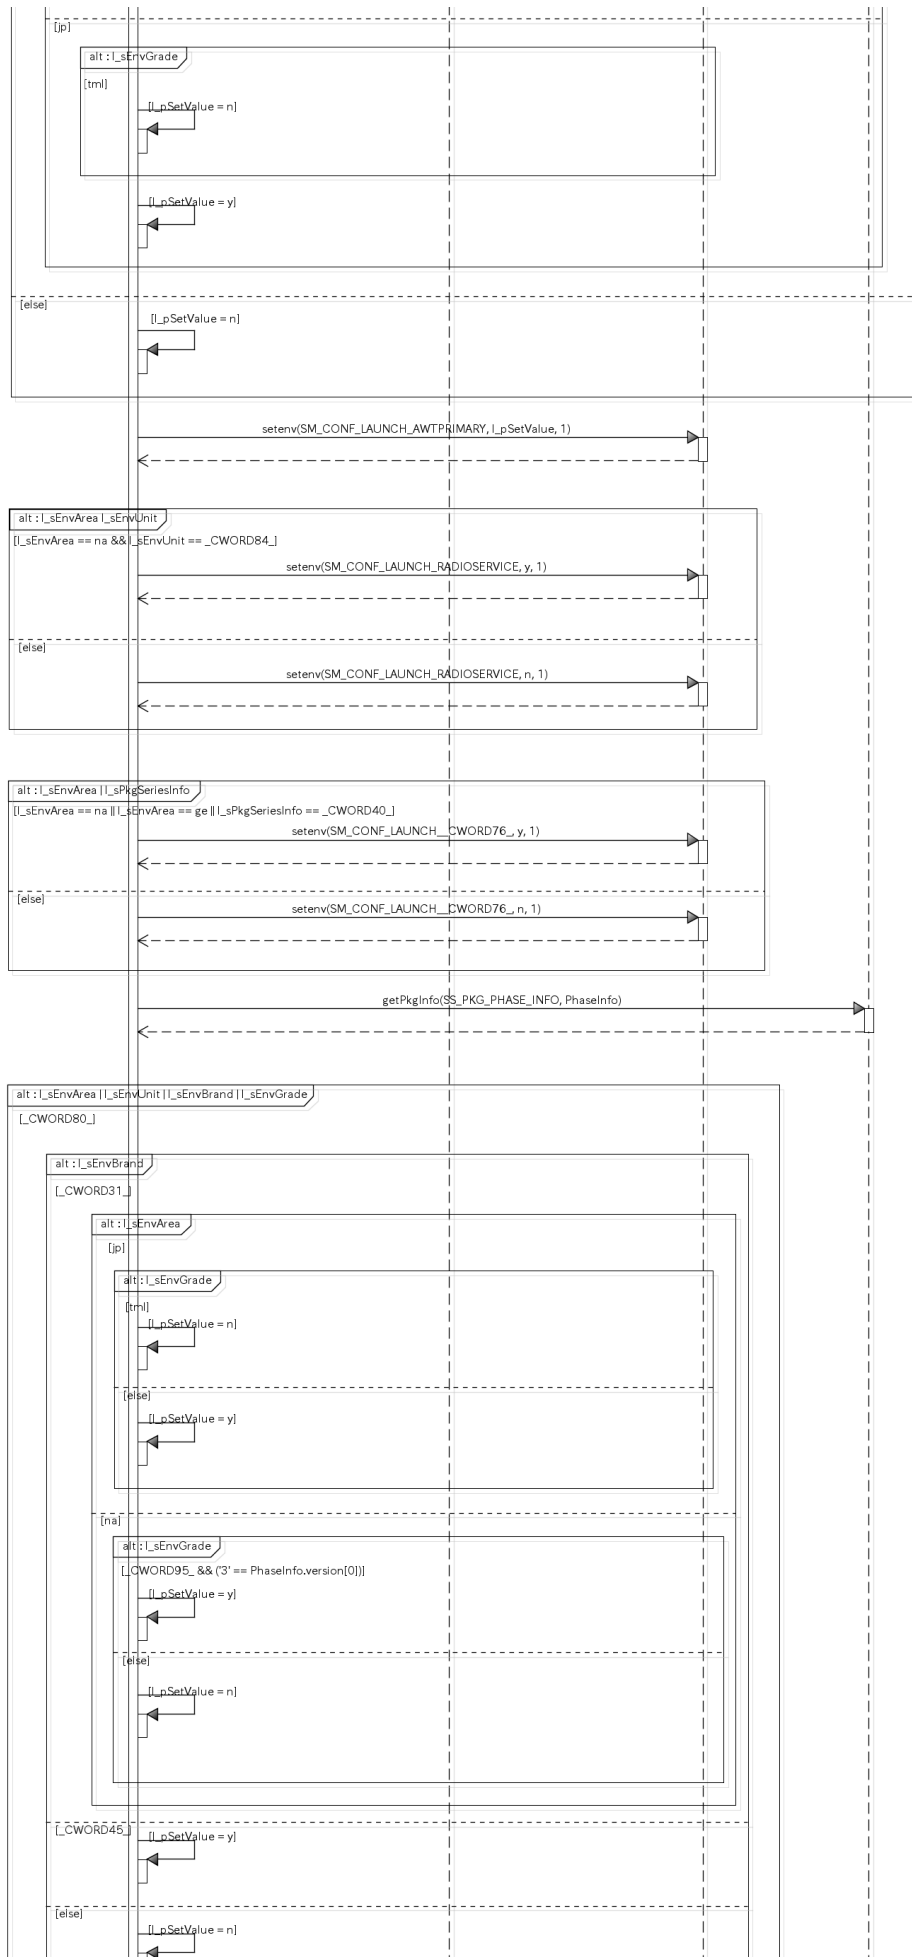 [jp]
alt : l_sEnvGrade
[tml]
[l_pSetValue = n]
[l_pSetValue = y]
[else]
[l_pSetValue = n]
setenv(SM_CONF_LAUNCH_AWTPRIMARY, l_pSetValue, 1)
alt : l_sEnvArea l_sEnvUnit
[l_sEnvArea == na && l_sEnvUnit == _CWORD84_]
setenv(SM_CONF_LAUNCH_RADIOSERVICE, y, 1)
[else]
setenv(SM_CONF_LAUNCH_RADIOSERVICE, n, 1)
alt : l_sEnvArea | l_sPkgSeriesInfo
[l_sEnvArea == na || l_sEnvArea == ge || l_sPkgSeriesInfo == _CWORD40_]
setenv(SM_CONF_LAUNCH__CWORD76_, y, 1)
[else]
setenv(SM_CONF_LAUNCH__CWORD76_, n, 1)
getPkgInfo(SS_PKG_PHASE_INFO, PhaseInfo)
alt : l_sEnvArea | l_sEnvUnit | l_sEnvBrand | l_sEnvGrade
[_CWORD80_]
alt : l_sEnvBrand
[_CWORD31_]
alt : l_sEnvArea
[jp]
alt : l_sEnvGrade
[tml]
[l_pSetValue = n]
[else]
[l_pSetValue = y]
[na]
alt : l_sEnvGrade
[_CWORD95_ && ('3' == PhaseInfo.version[0])]
[l_pSetValue = y]
[else]
[l_pSetValue = n]
[_CWORD45_]
[l_pSetValue = y]
[else]
[l_pSetValue = n]